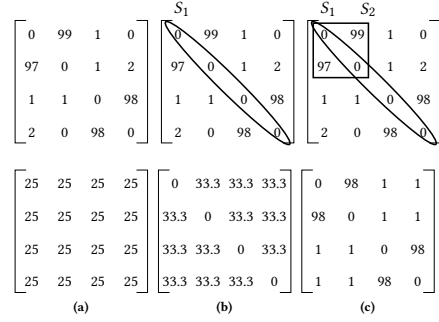 S1 S1 S2
0 99 1 0 0 99 1 0 0 99 1 0
97 0 1 2 97 0 1 2 97 0 1 2
1 1 0 98 1 1 0 98 1 1 0 98
2 0 98 0 2 0 98 0 2 0 98 0
25 25 25 25 0 33.3 33.3 33.3 0 98 1 1
25 25 25 25 33.3 0 33.3 33.3 98 0 1 1
25 25 25 25 33.3 33.3 0 33.3 1 1 0 98
25 25 25 25 33.3 33.3 33.3 0 1 1 98 0
(a) (b) (c)